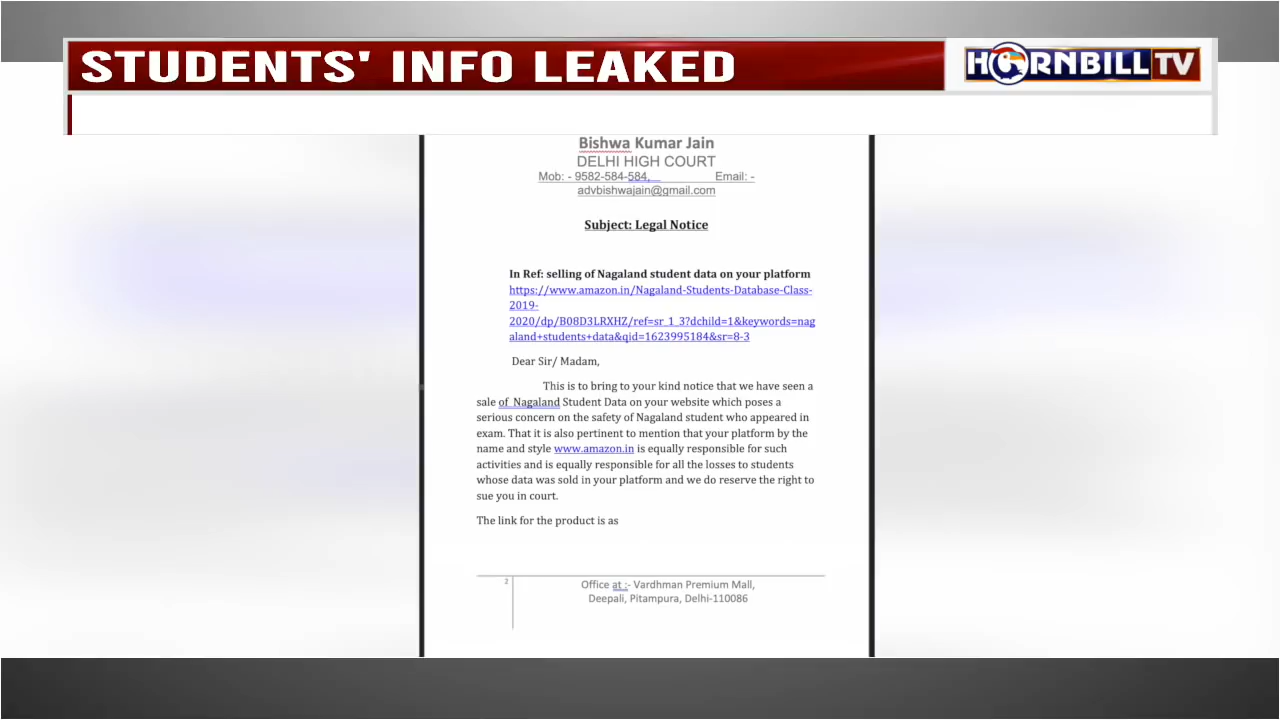 STUDENTS' INFO LEAKED
HORNBILL TV
Bishwa Kumar Jain
DELHI HIGH COURT
Mob: - 9582-584-584, Email: -
advbishwajain@gmail.com
Subject: Legal Notice
In Ref: selling of Nagaland student data on your platform
https://www.amazon.in/Nagaland-Students-Database-Class-
2019-
2020/dp/B08D3LRXHZ/ref=sr_1_3?dchild=1&keywords=nag
aland+students+data&qid=1623995184&sr=8-3
Dear Sir/ Madam,
This is to bring to your kind notice that we have seen a
sale of Nagaland Student Data on your website which poses a
serious concern on the safety of Nagaland student who appeared in
exam. That it is also pertinent to mention that your platform by the
name and style www.amazon.in is equally responsible for such
activities and is equally responsible for all the losses to students
whose data was sold in your platform and we do reserve the right to
sue you in court.
The link for the product is as
2
Office at :- Vardhman Premium Mall,
Deepali, Pitampura, Delhi-110086